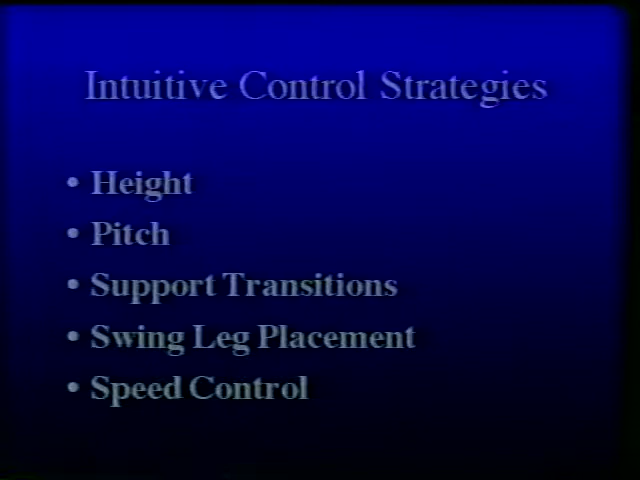 Intuitive Control Strategies
• Height
• Pitch
• Support Transitions
• Swing Leg Placement
• Speed Control